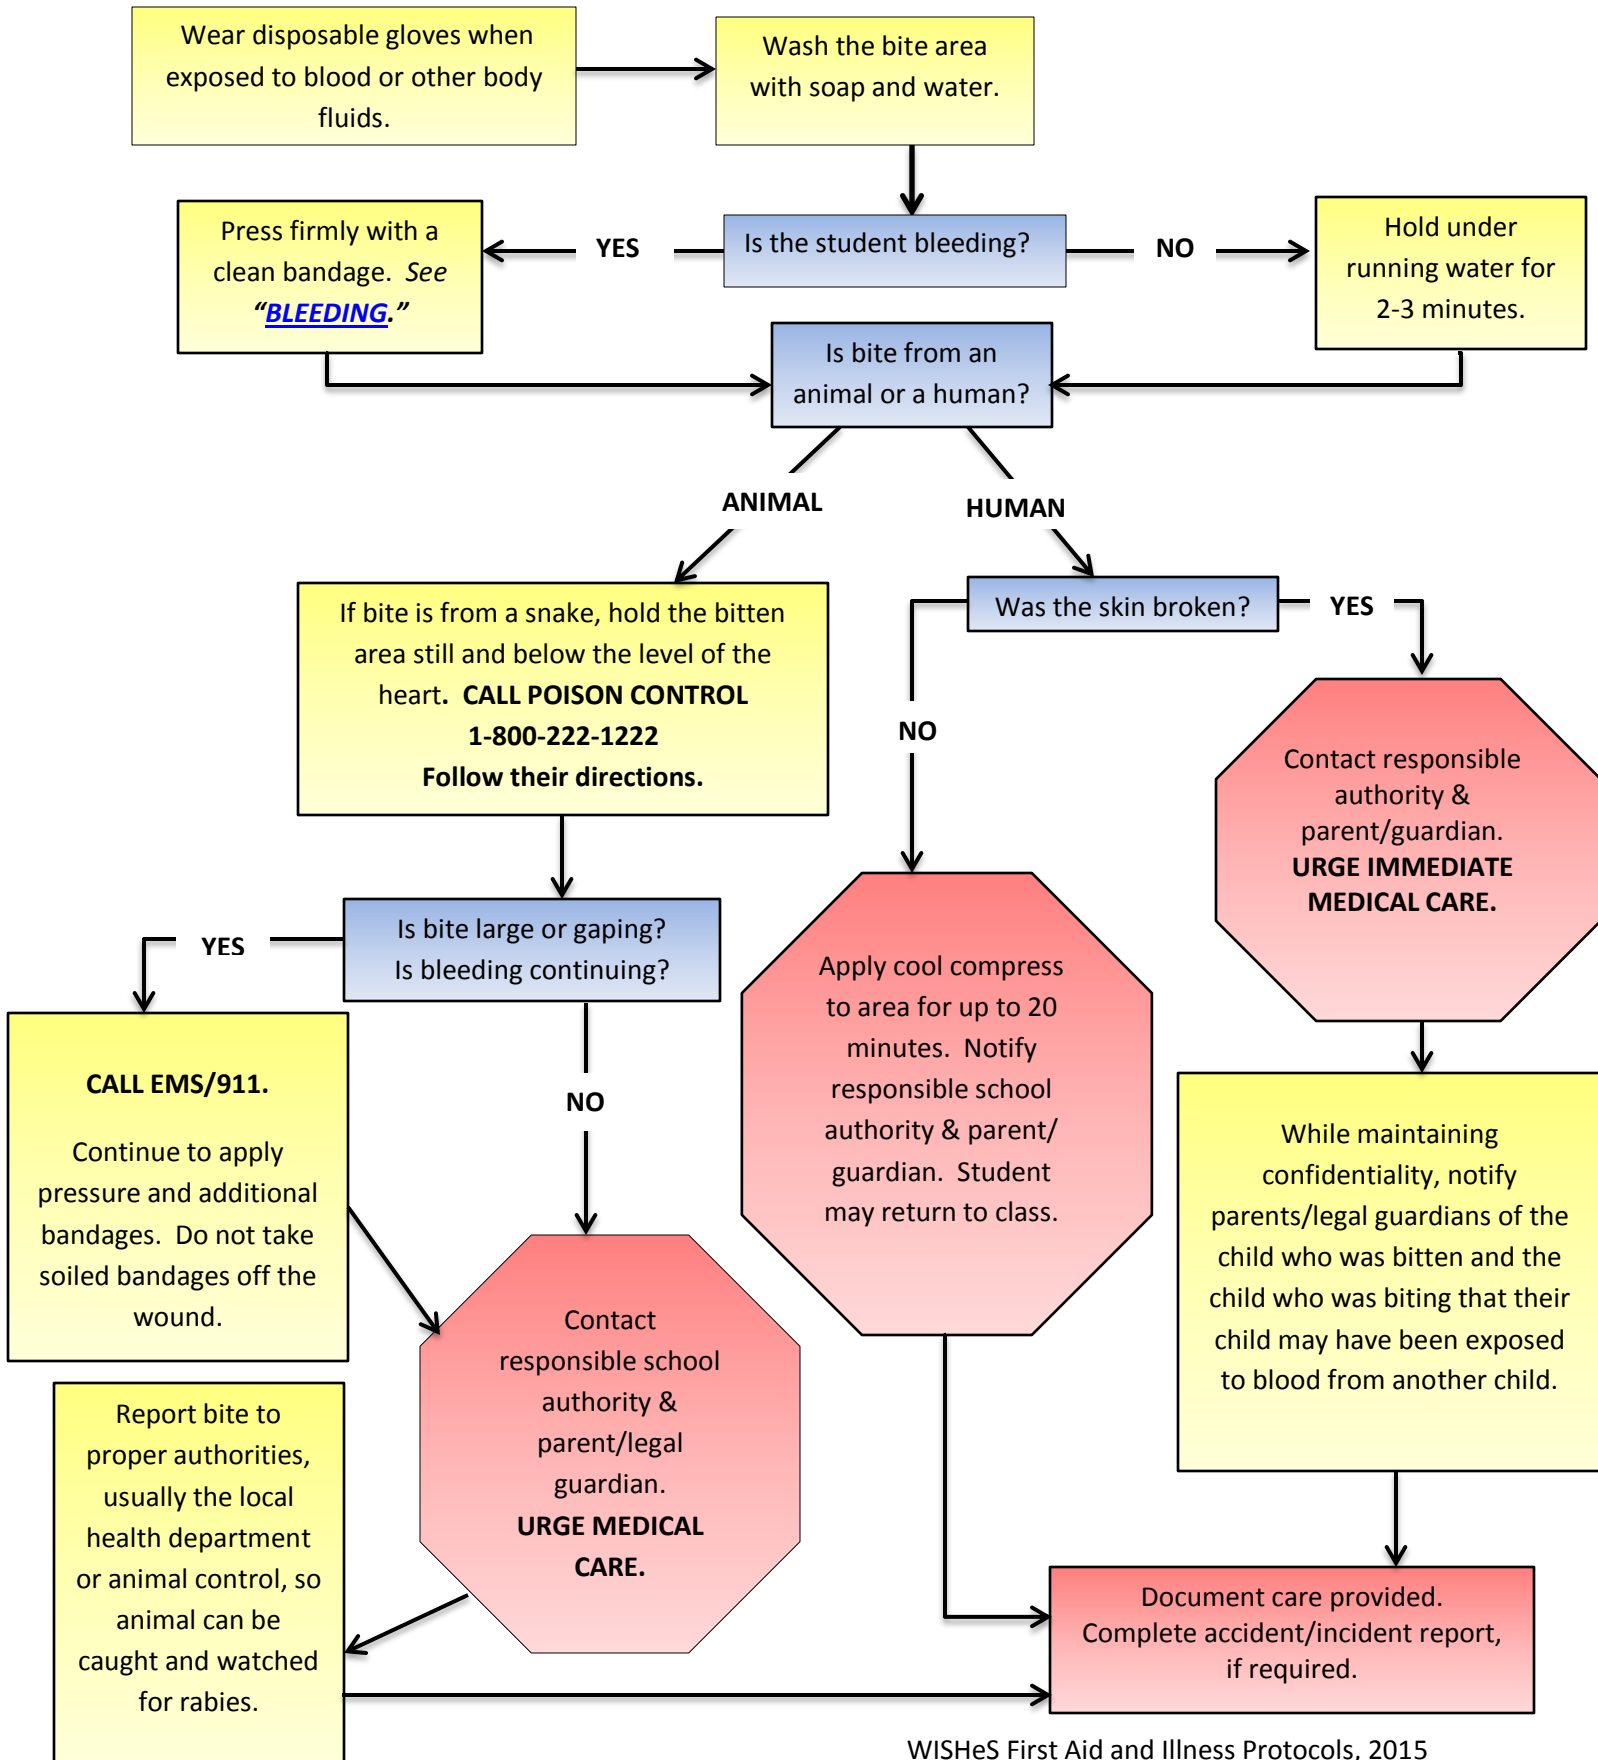 Wear disposable gloves when
exposed to blood or other body
fluids.
Wash the bite area
with soap and water.
Press firmly with a
clean bandage.  See
“BLEEDING.”
YES
Is the student bleeding?
NO
Hold under
running water for
2-3 minutes.
Is bite from an
animal or a human?
ANIMAL
HUMAN
If bite is from a snake, hold the bitten
area still and below the level of the
heart.  CALL POISON CONTROL
1-800-222-1222
Follow their directions.
Was the skin broken?
YES
NO
Contact responsible
authority &
parent/guardian.
URGE IMMEDIATE
MEDICAL CARE.
YES
Is bite large or gaping?
Is bleeding continuing?
NO
Apply cool compress
to area for up to 20
minutes.  Notify
responsible school
authority & parent/
guardian.  Student
may return to class.
CALL EMS/911.
Continue to apply
pressure and additional
bandages.  Do not take
soiled bandages off the
wound.
While maintaining
confidentiality, notify
parents/legal guardians of the
child who was bitten and the
child who was biting that their
child may have been exposed
to blood from another child.
Contact
responsible school
authority &
parent/legal
guardian.
URGE MEDICAL
CARE.
Report bite to
proper authorities,
usually the local
health department
or animal control, so
animal can be
caught and watched
for rabies.
Document care provided.
Complete accident/incident report,
if required.
WISHeS First Aid and Illness Protocols, 2015